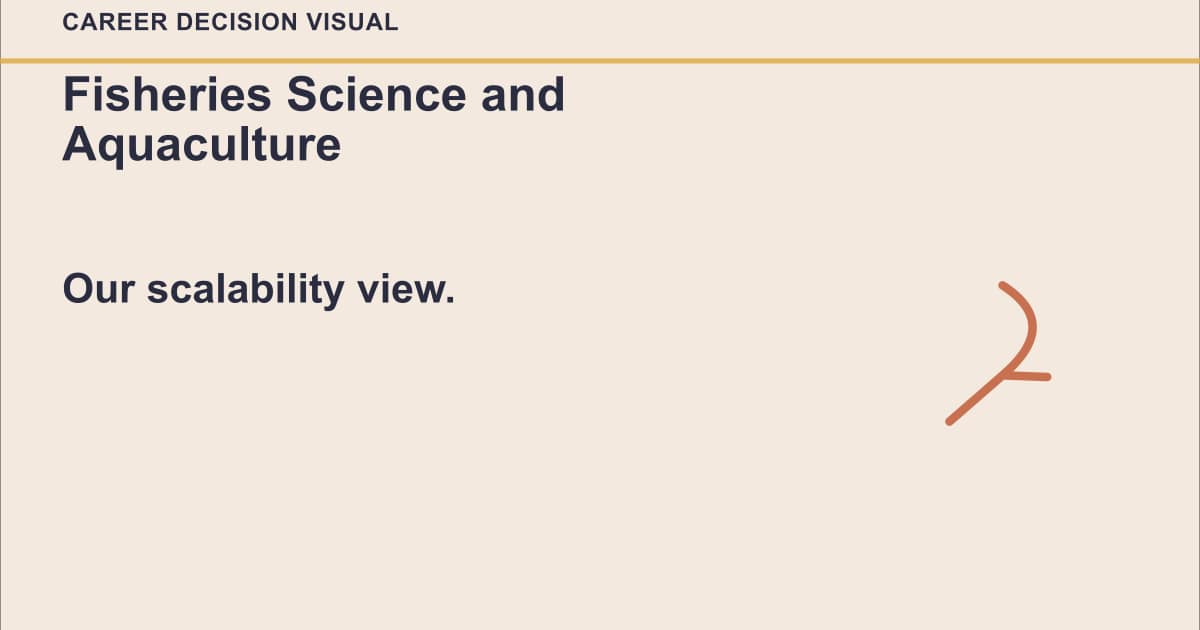 CAREER DECISION VISUAL
Fisheries Science and
Aquaculture
Our scalability view.